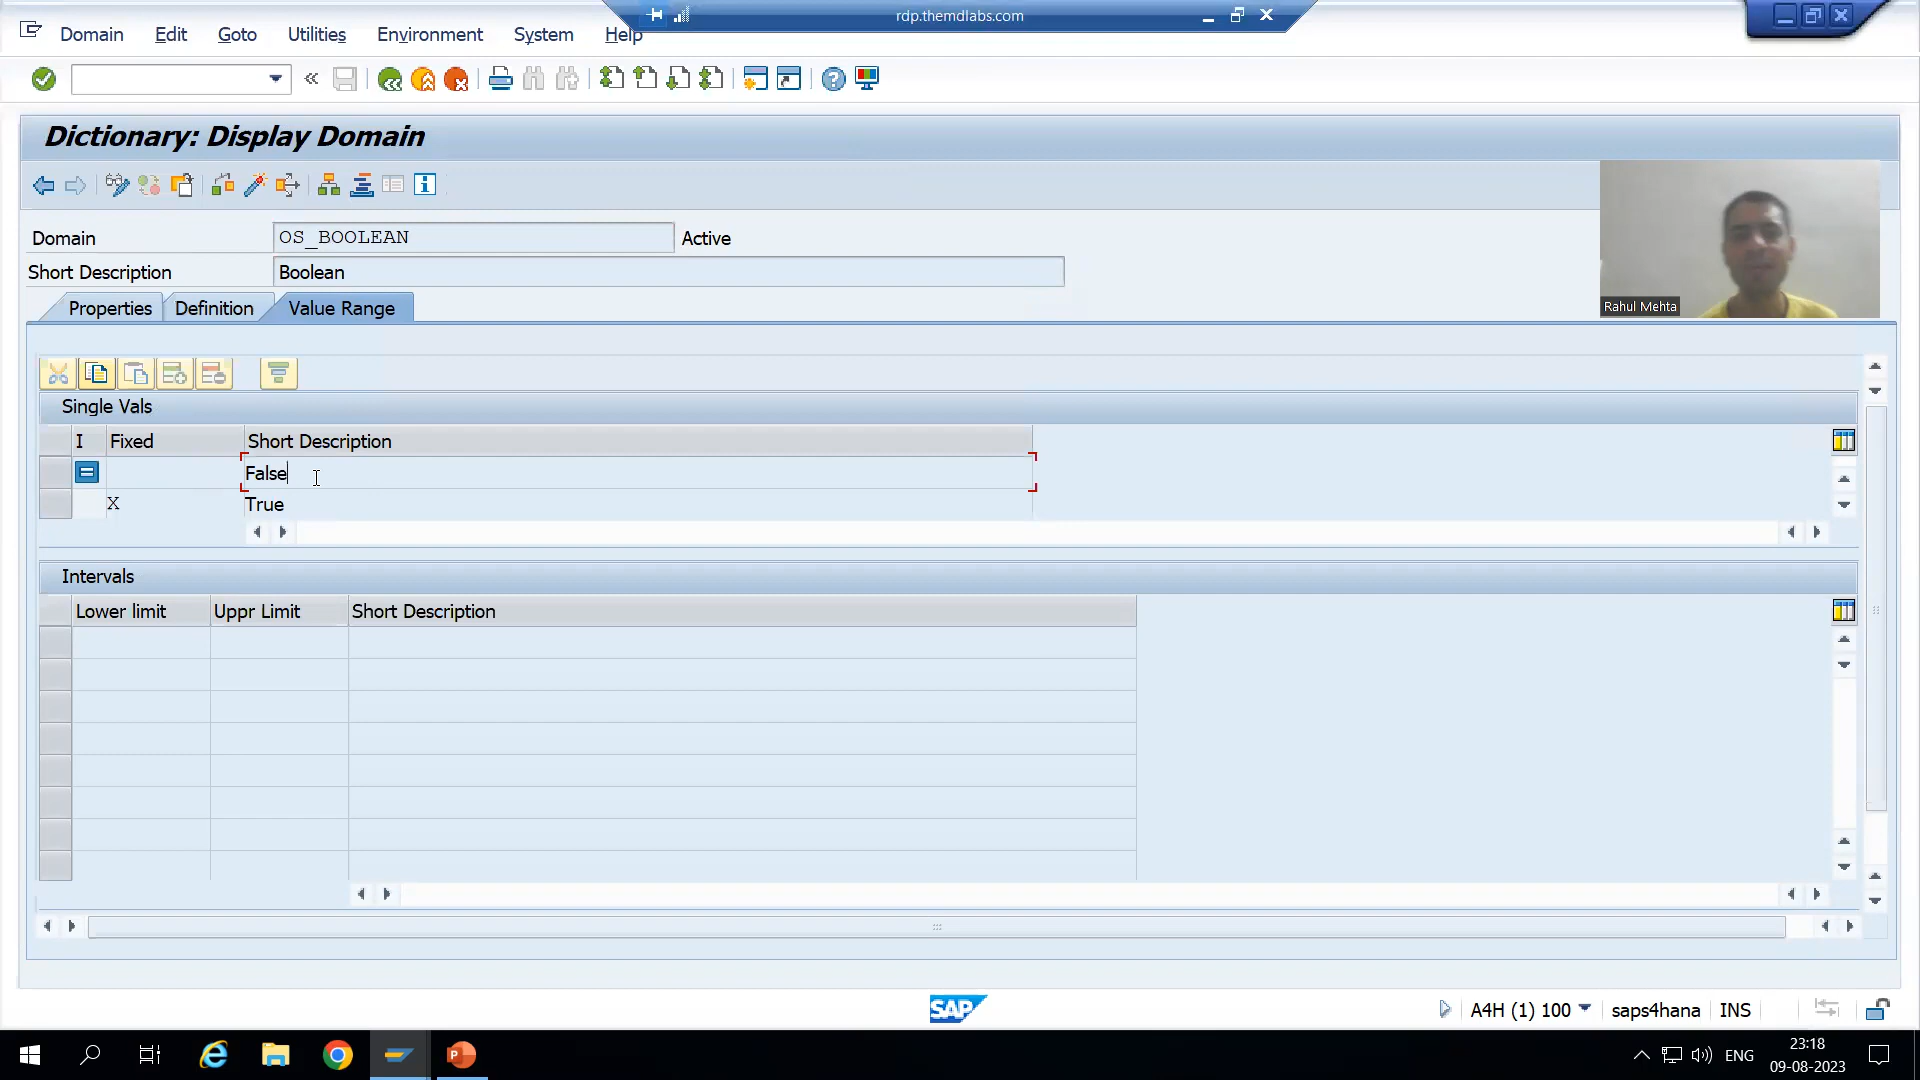 rdp.themdlabs.com
Domain Edit Goto Utilities Environment System Help
Dictionary: Display Domain
Domain OS_BOOLEAN Active
Short Description Boolean
Properties Definition Value Range
Rahul Mehta
Single Vals
I Fixed Short Description
False
X True
Intervals
Lower limit Uppr Limit Short Description
SAP
A4H (1) 100 saps4hana INS
ENG
23:18
09-08-2023